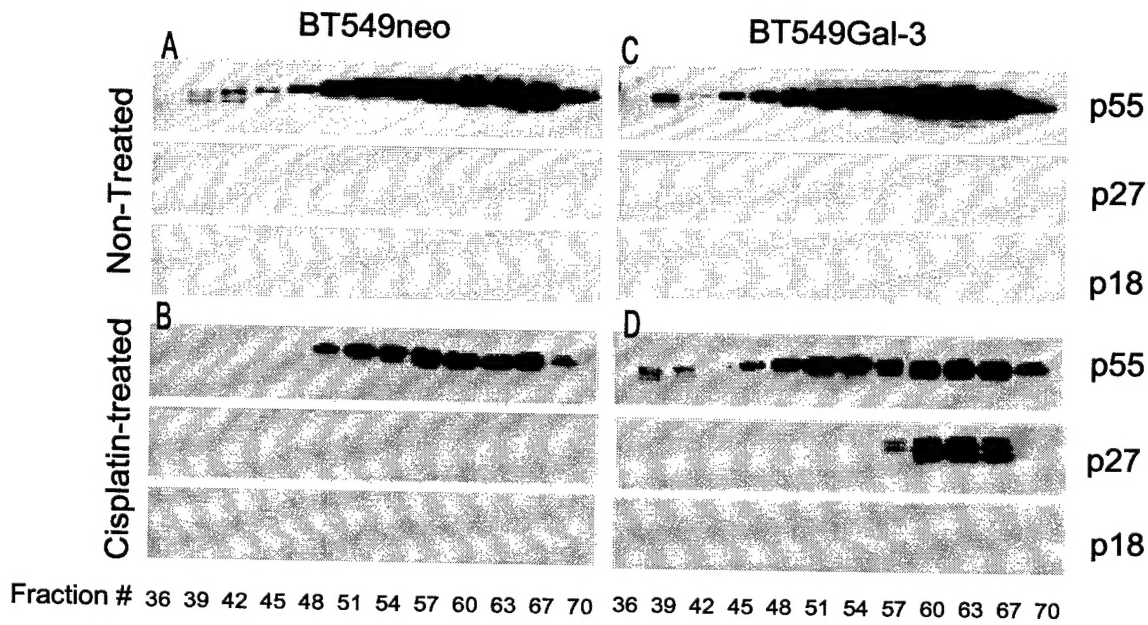 BT549neo BT549Gal-3
A C
Non-Treated
p55
p27
p18
B D
Cisplatin-treated
p55
p27
p18
Fraction # 36 39 42 45 48 51 54 57 60 63 67 70 36 39 42 45 48 51 54 57 60 63 67 70